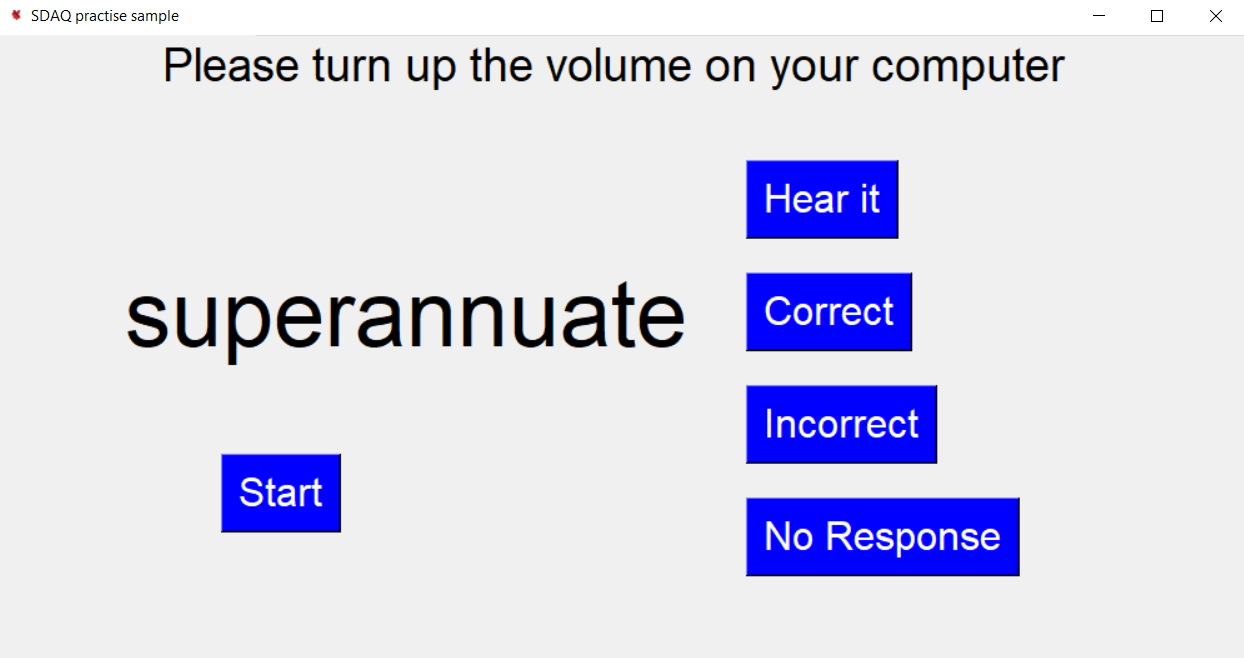 SDAQ practise sample
Please turn up the volume on your computer
Hear it
superannuate
Correct
Incorrect
Start
No Response